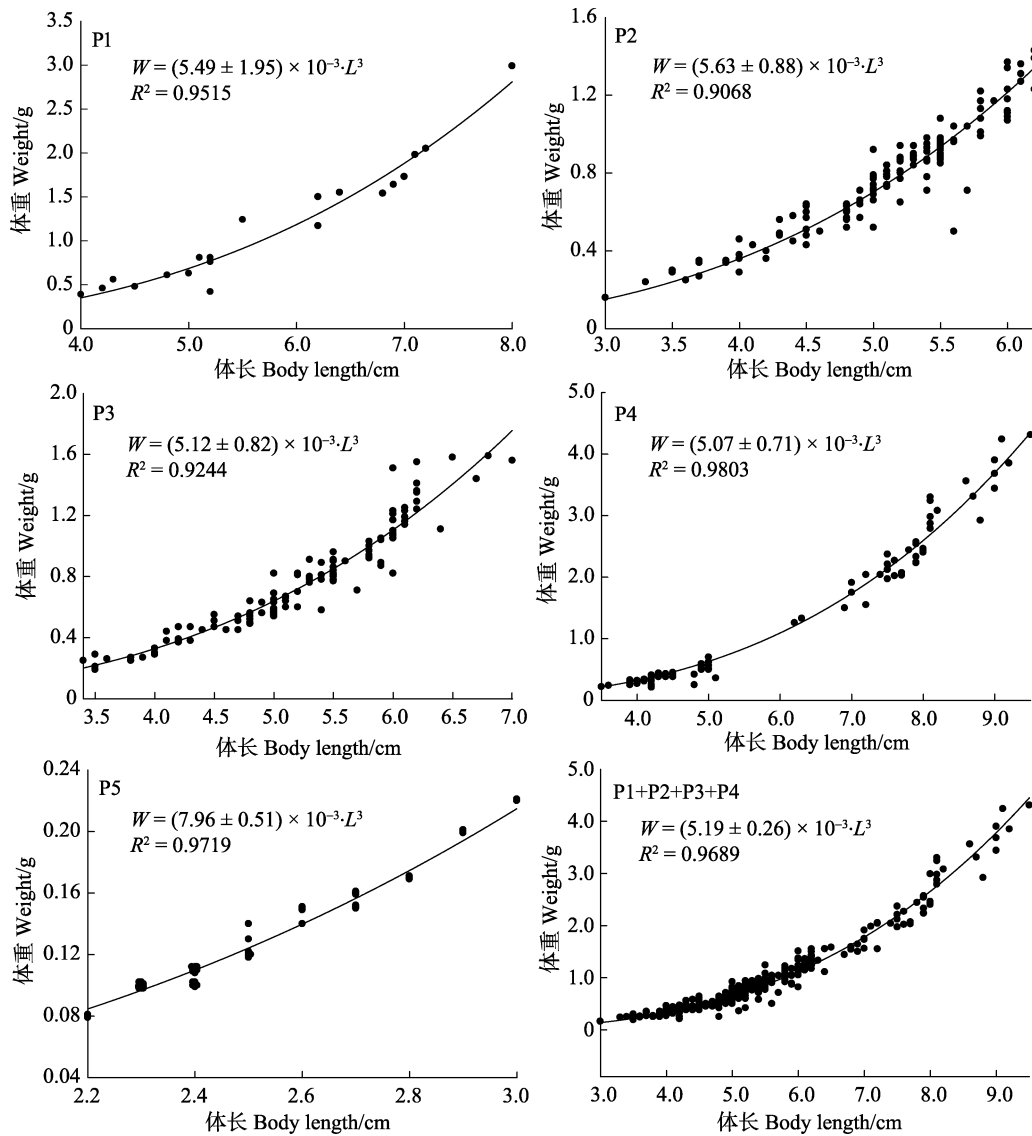 P1
W = (5.49 ± 1.95) × 10⁻³·L³
R² = 0.9515
体重 Weight/g
3.5
3.0
2.5
2.0
1.5
1.0
0.5
0
4.0 5.0 6.0 7.0 8.0
体长 Body length/cm
P2
W = (5.63 ± 0.88) × 10⁻³·L³
R² = 0.9068
体重 Weight/g
1.6
1.2
0.8
0.4
0
3.0 3.5 4.0 4.5 5.0 5.5 6.0
体长 Body length/cm
P3
W = (5.12 ± 0.82) × 10⁻³·L³
R² = 0.9244
体重 Weight/g
2.0
1.6
1.2
0.8
0.4
0
3.5 4.0 4.5 5.0 5.5 6.0 6.5 7.0
体长 Body length/cm
P4
W = (5.07 ± 0.71) × 10⁻³·L³
R² = 0.9803
体重 Weight/g
5.0
4.0
3.0
2.0
1.0
0
4.0 5.0 6.0 7.0 8.0 9.0
体长 Body length/cm
P5
W = (7.96 ± 0.51) × 10⁻³·L³
R² = 0.9719
体重 Weight/g
0.24
0.20
0.16
0.12
0.08
0.04
2.2 2.4 2.6 2.8 3.0
体长 Body length/cm
P1+P2+P3+P4
W = (5.19 ± 0.26) × 10⁻³·L³
R² = 0.9689
体重 Weight/g
5.0
4.0
3.0
2.0
1.0
0
3.0 4.0 5.0 6.0 7.0 8.0 9.0
体长 Body length/cm